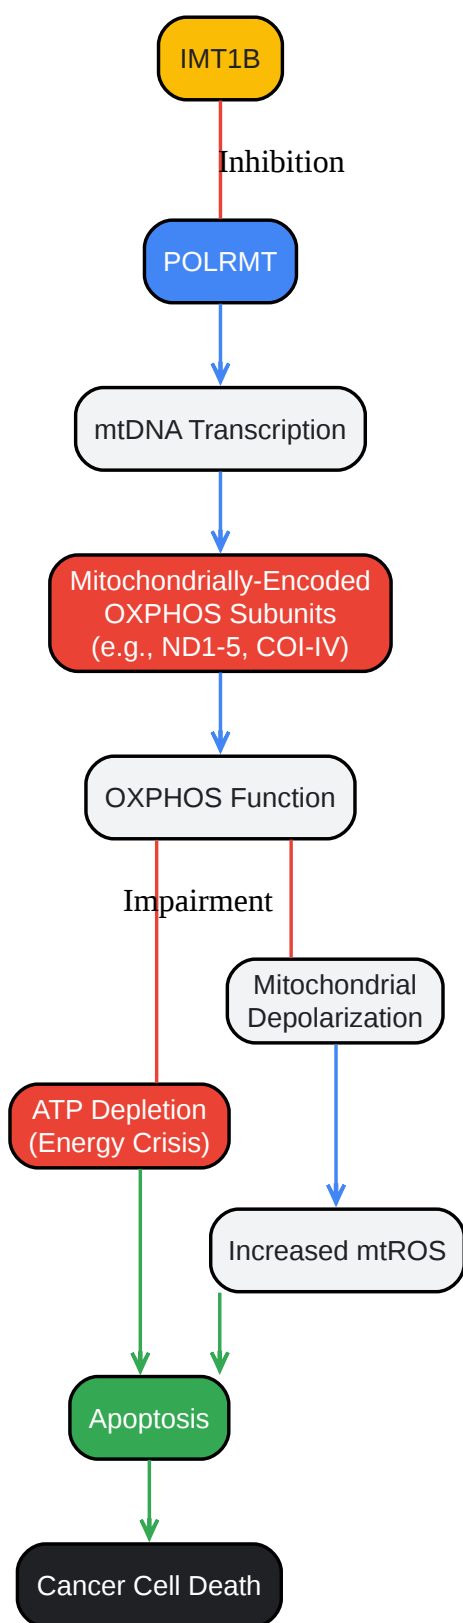 IMT1B
Inhibition
POLRMT
mtDNA Transcription
Mitochondrially-Encoded
OXPHOS Subunits
(e.g., ND1-5, COI-IV)
OXPHOS Function
Impairment
Mitochondrial
Depolarization
ATP Depletion
(Energy Crisis)
Increased mtROS
Apoptosis
Cancer Cell Death